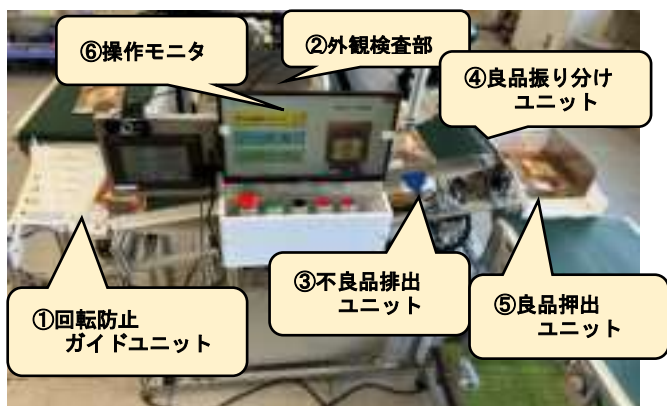 ⑥操作モニタ
②外観検査部
④良品振り分け
ユニット
①回転防止
ガイドユニット
③不良品排出
ユニット
⑤良品押出
ユニット